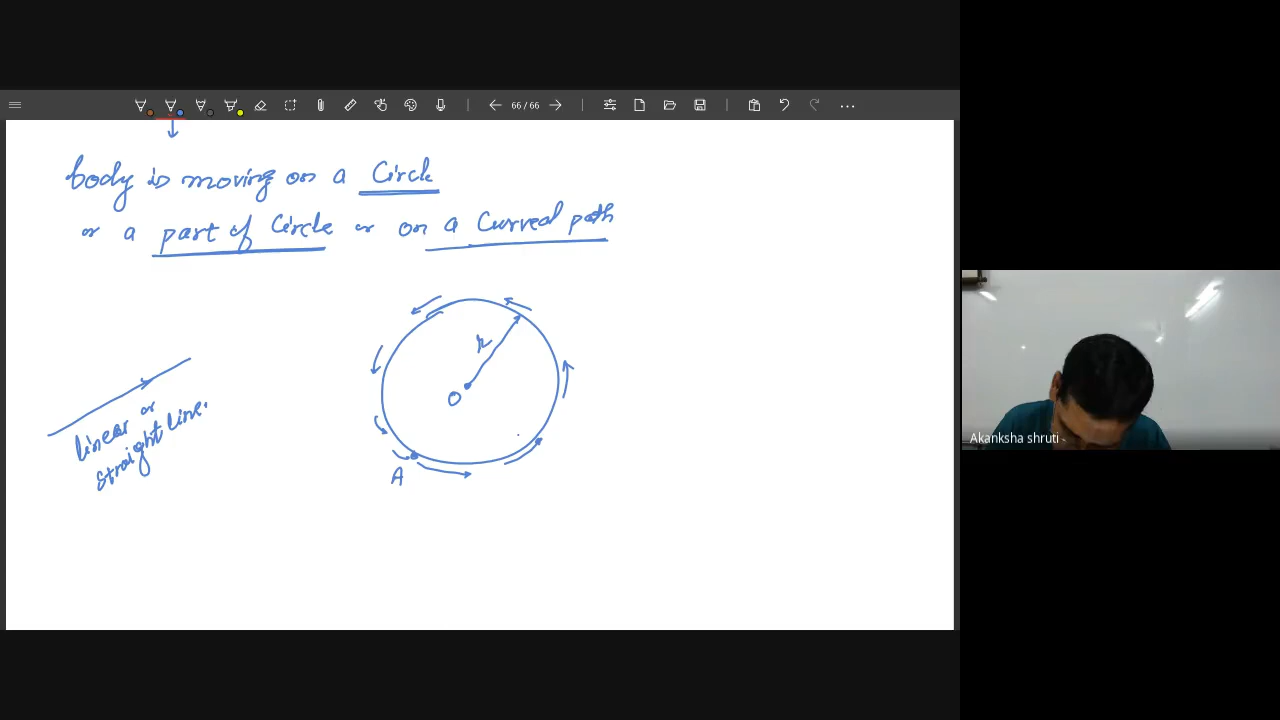 66 / 66
body is moving on a Circle
or a part of Circle or on a Curved path
r
O
A
linear or
straight line.
Akanksha shruti